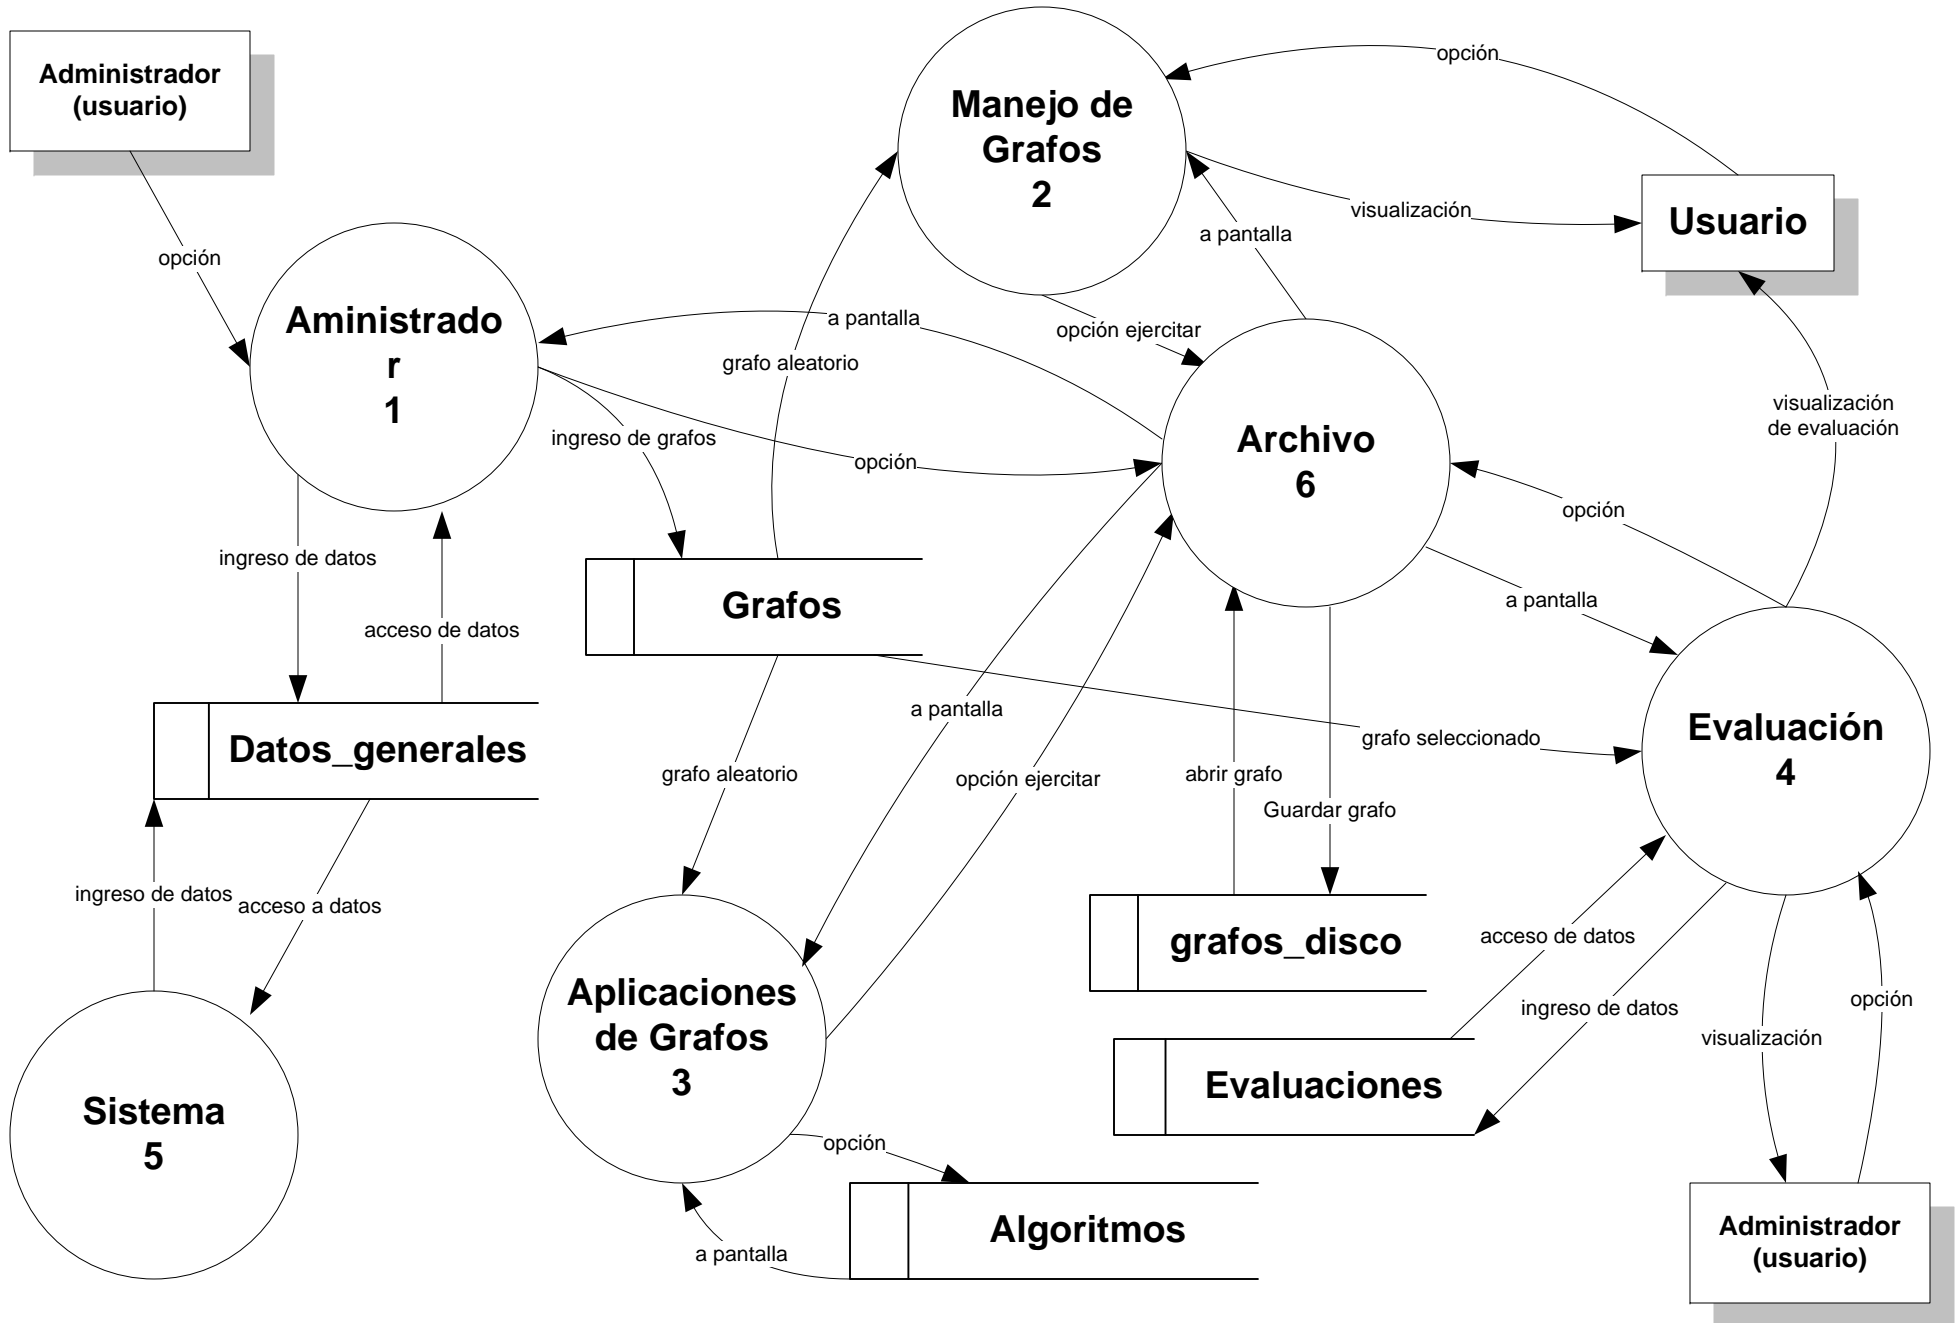 Administrador
(usuario)
opción
Manejo de
Grafos
2
opción
visualización
Usuario
a pantalla
Aministrado
r
1
a pantalla
opción ejercitar
grafo aleatorio
ingreso de grafos
opción
Archivo
6
visualización
de evaluación
opción
a pantalla
ingreso de datos
acceso de datos
Grafos
Datos_generales
a pantalla
grafo seleccionado
Evaluación
4
grafo aleatorio
opción ejercitar
abrir grafo
Guardar grafo
ingreso de datos
acceso a datos
grafos_disco
acceso de datos
ingreso de datos
opción
visualización
Aplicaciones
de Grafos
3
Evaluaciones
Sistema
5
opción
Algoritmos
a pantalla
Administrador
(usuario)